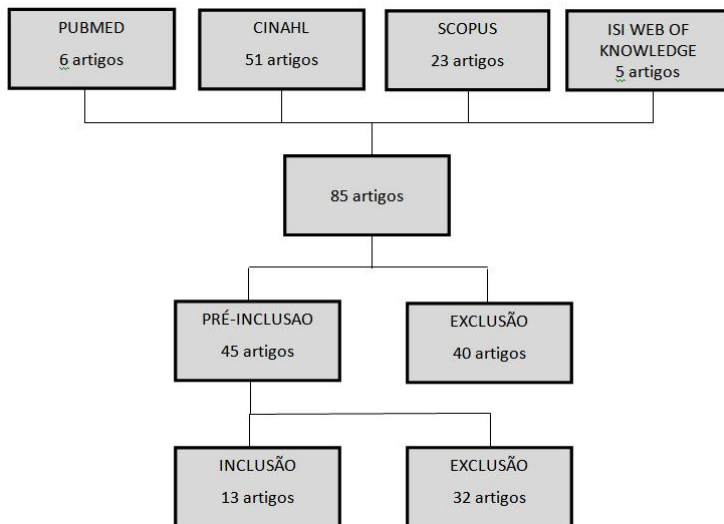 PUBMED
6 artigos
CINAHL
51 artigos
SCOPUS
23 artigos
ISI WEB OF
KNOWLEDGE
5 artigos
85 artigos
PRÉ-INCLUSAO
45 artigos
EXCLUSÃO
40 artigos
INCLUSÃO
13 artigos
EXCLUSÃO
32 artigos